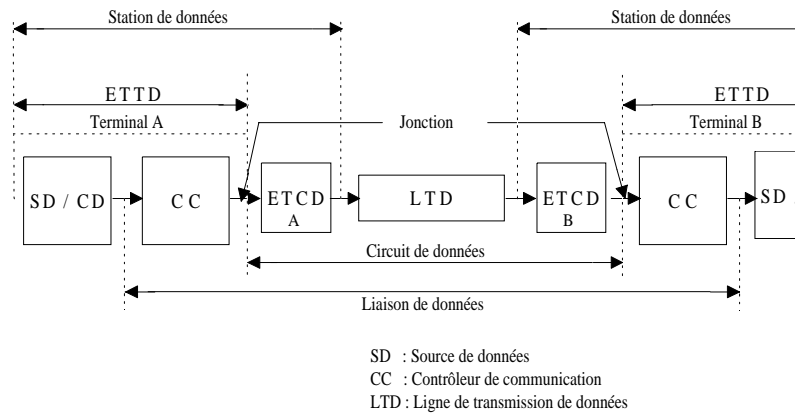 Station de données Station de données
ETTD ETTD
Terminal A Jonction Terminal B
SD / CD CC ETCD A LTD ETCD B CC SD
Circuit de données
Liaison de données
SD : Source de données
CC : Contrôleur de communication
LTD : Ligne de transmission de données